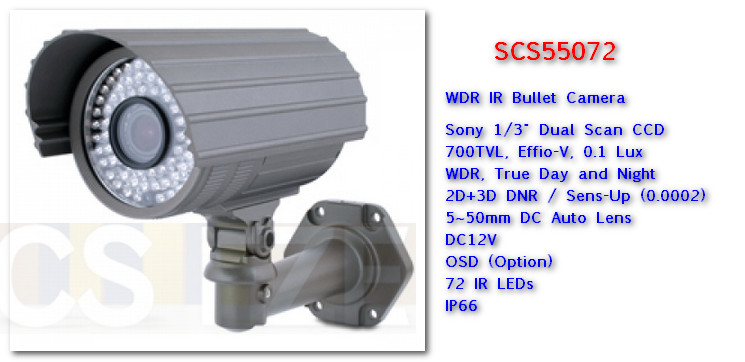 SCS55072
WDR IR Bullet Camera
Sony 1/3" Dual Scan CCD
700TVL, Effio-V, 0.1 Lux
WDR, True Day and Night
2D+3D DNR / Sens-Up (0.0002)
5~50mm DC Auto Lens
DC12V
OSD (Option)
72 IR LEDs
IP66
CS